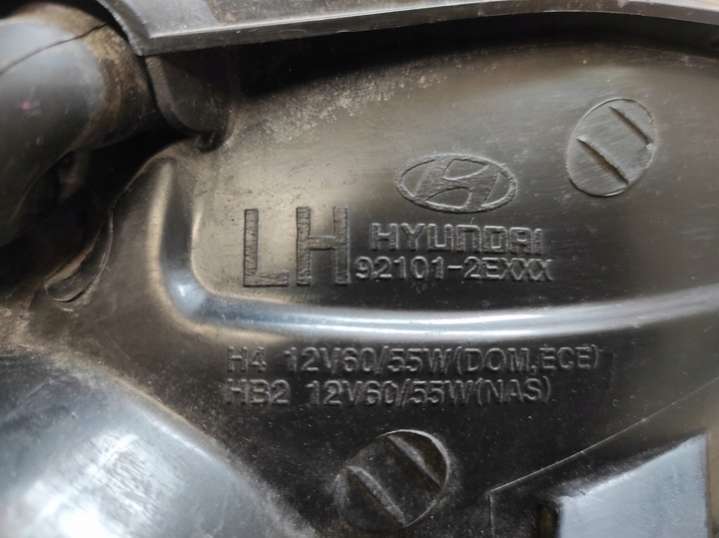 LH HYUNDAI
92101-2EXXX
H4 12V60/55W(DOM,ECE)
HB2 12V60/55W(NAS)